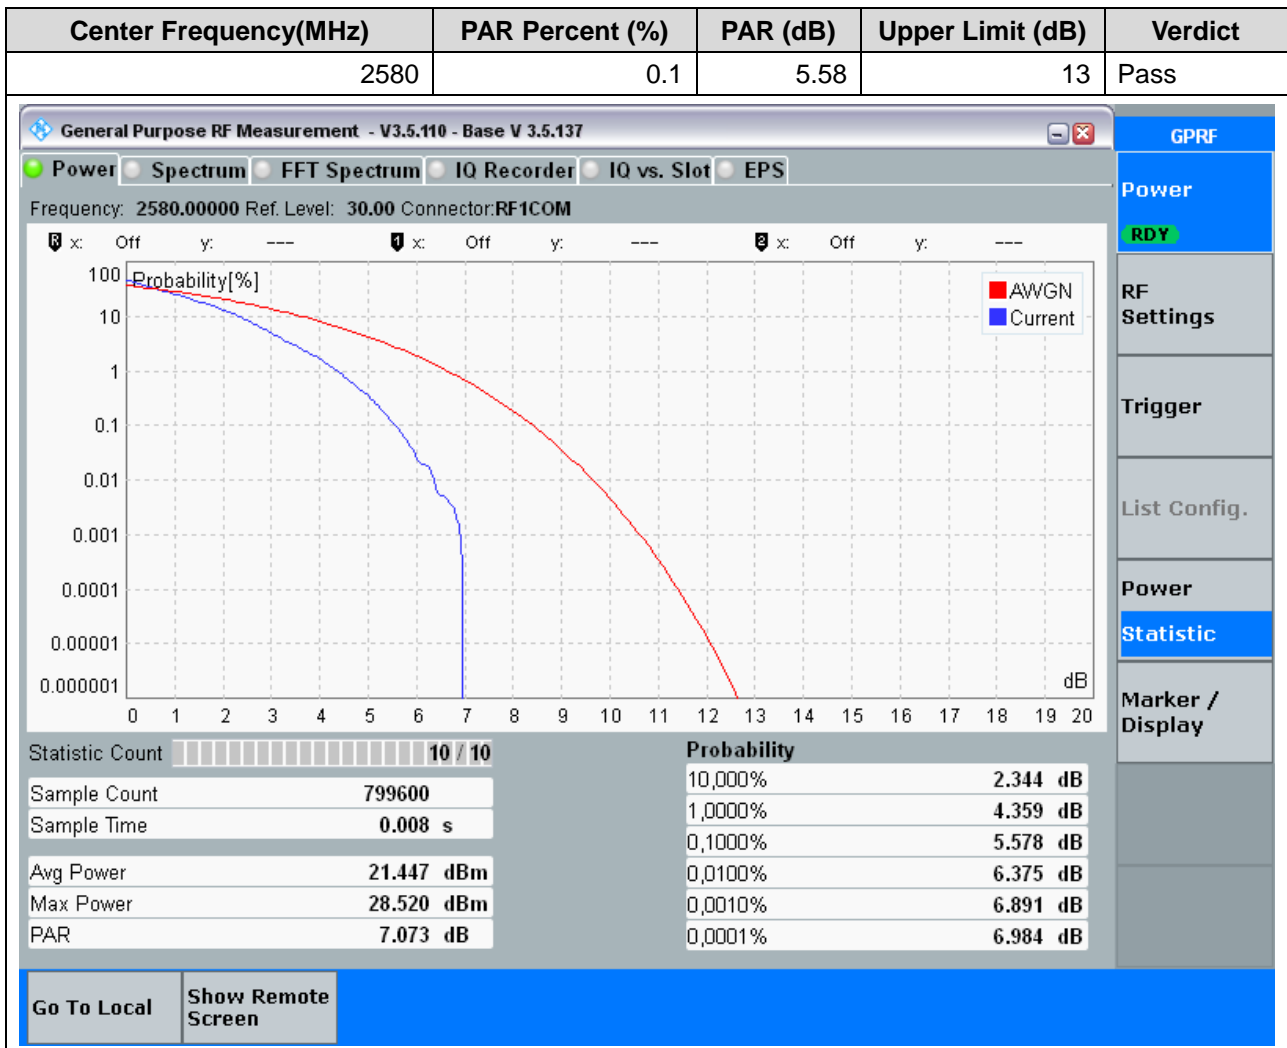 Center Frequency(MHz) PAR Percent (%) PAR (dB) Upper Limit (dB) Verdict
2580 0.1 5.58 13 Pass
General Purpose RF Measurement - V3.5.110 - Base V 3.5.137
GPRF
Power Spectrum FFT Spectrum IQ Recorder IQ vs. Slot EPS
Frequency: 2580.00000 Ref. Level: 30.00 Connector:RF1COM
R x: Off y: --- 1 x: Off y: --- 2 x: Off y: ---
Probability[%]
AWGN
Current
100
10
1
0.1
0.01
0.001
0.0001
0.00001
0.000001
dB
0 1 2 3 4 5 6 7 8 9 10 11 12 13 14 15 16 17 18 19 20
Statistic Count 10 / 10
Sample Count 799600
Sample Time 0.008 s
Avg Power 21.447 dBm
Max Power 28.520 dBm
PAR 7.073 dB
Probability
10,000% 2.344 dB
1,0000% 4.359 dB
0,1000% 5.578 dB
0,0100% 6.375 dB
0,0010% 6.891 dB
0,0001% 6.984 dB
Power
RDY
RF
Settings
Trigger
List Config.
Power
Statistic
Marker /
Display
Go To Local
Show Remote
Screen